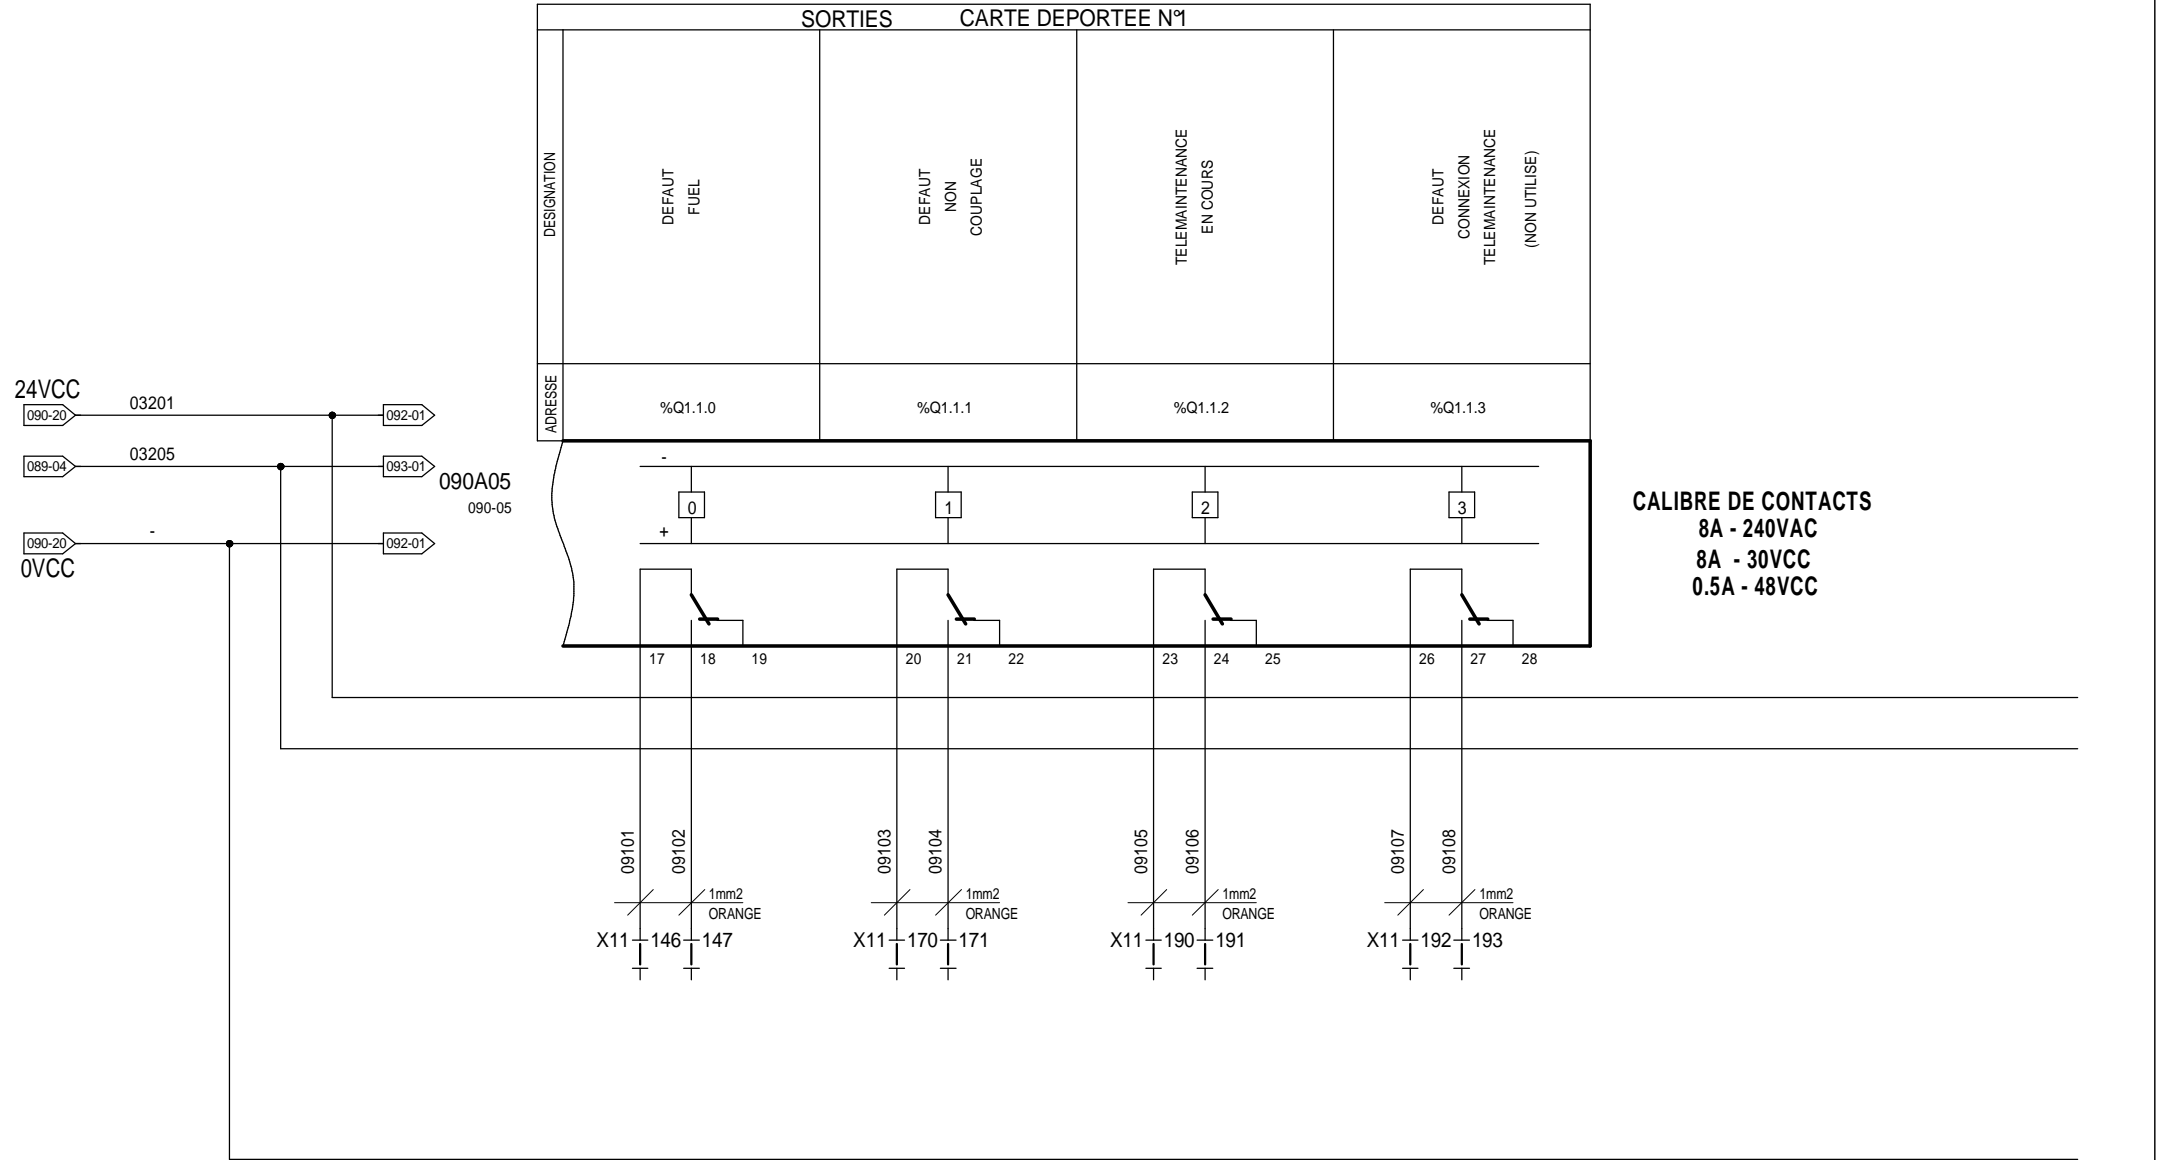 SORTIES CARTE DEPORTEE N°1
DESIGNATION
DEFAUT
FUEL
DEFAUT
NON
COUPLAGE
TELEMAINTENANCE
EN COURS
DEFAUT
CONNEXION
TELEMAINTENANCE
(NON UTILISE)
ADRESSE
%Q1.1.0 %Q1.1.1 %Q1.1.2 %Q1.1.3
24VCC
090-20 03201 092-01
089-04 03205 093-01
090A05
090-05
090-20 - 092-01
0VCC
-
0 1 2 3
+
CALIBRE DE CONTACTS
8A - 240VAC
8A - 30VCC
0.5A - 48VCC
17 18 19 20 21 22 23 24 25 26 27 28
09101 09102 09103 09104 09105 09106 09107 09108
1mm2 1mm2 1mm2 1mm2
ORANGE ORANGE ORANGE ORANGE
X11 146 147 X11 170 171 X11 190 191 X11 192 193